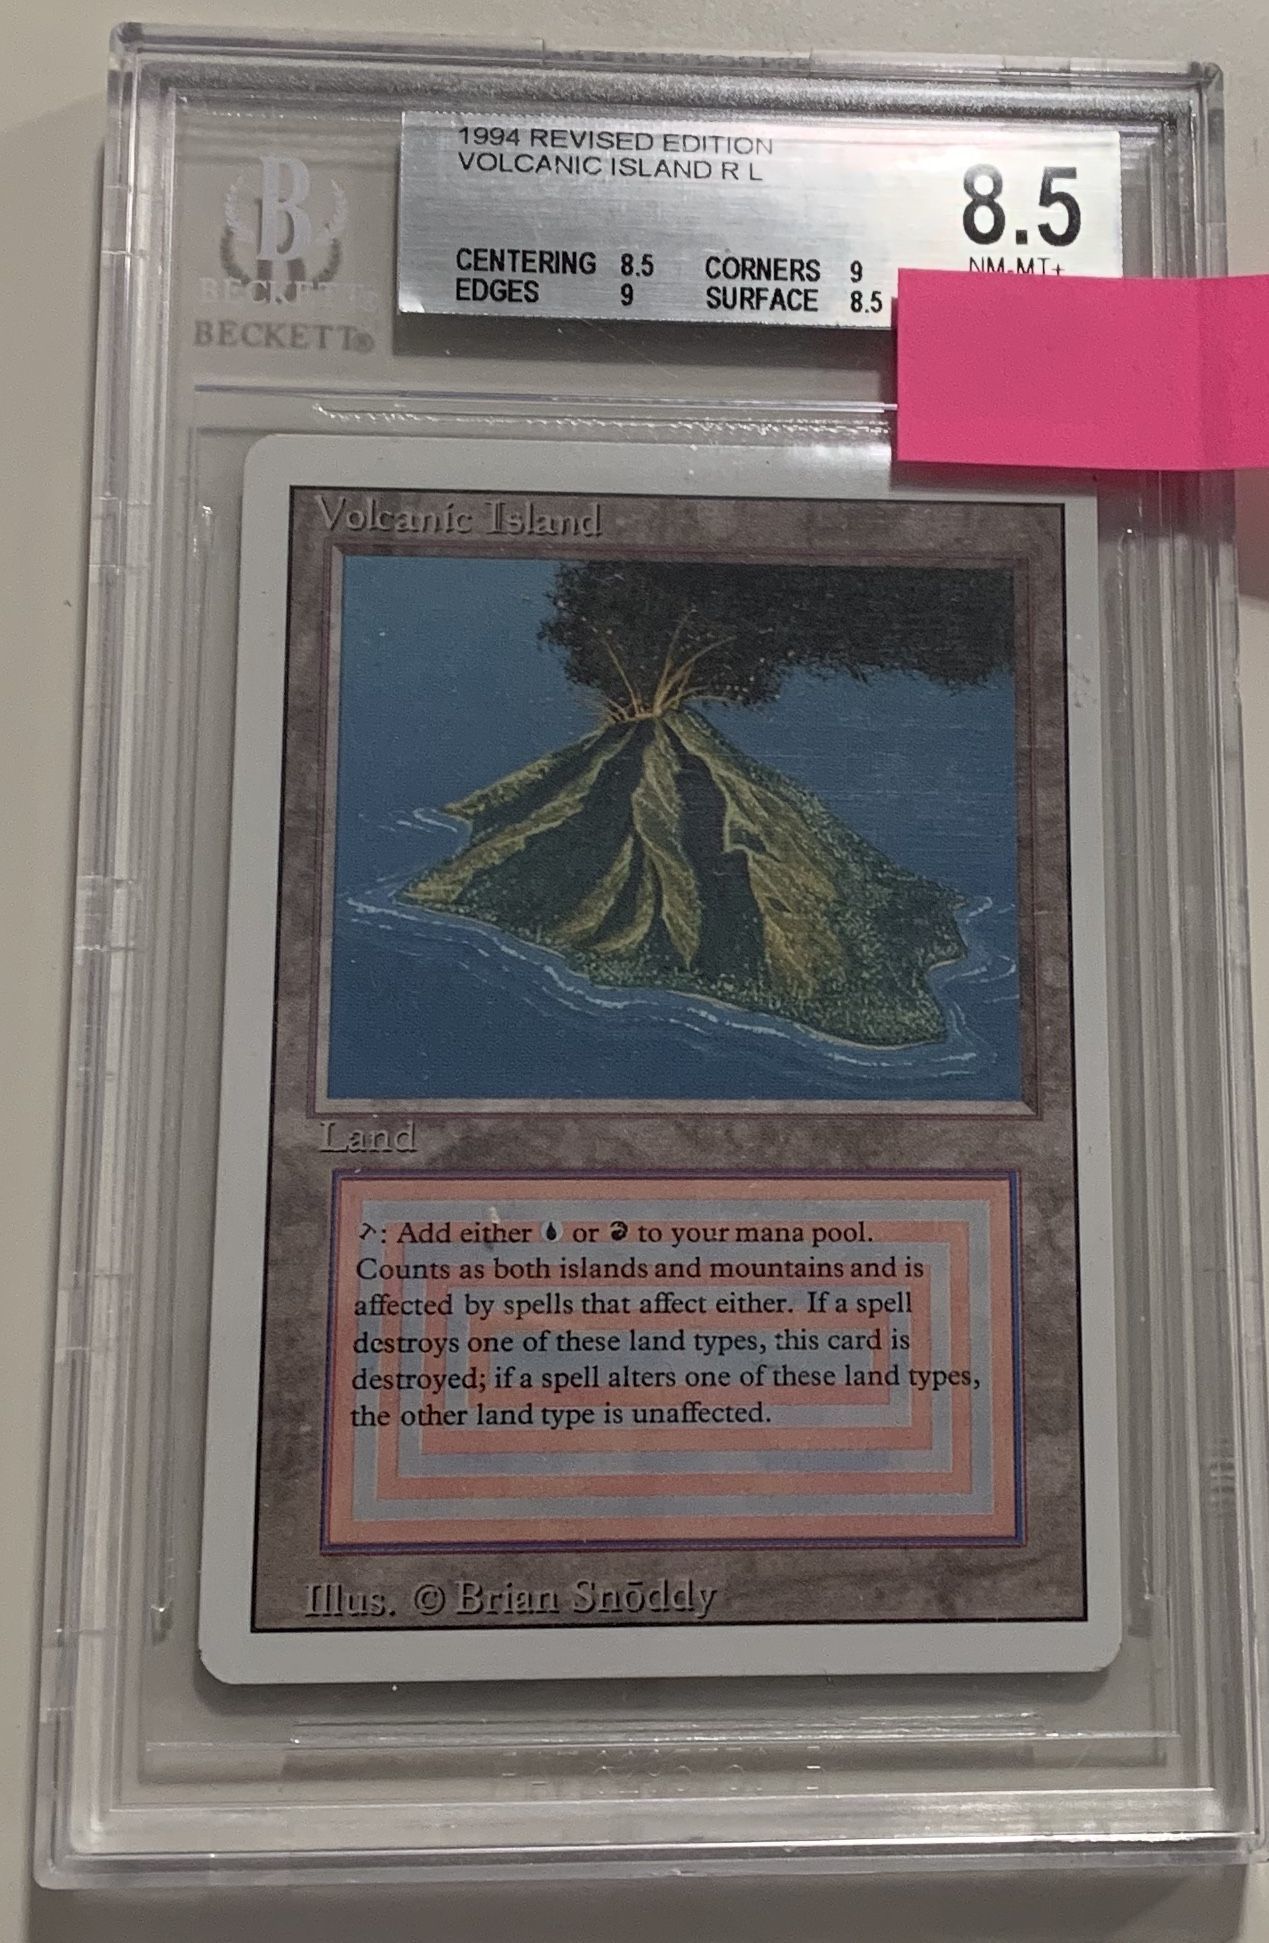 1994 REVISED EDITION
VOLCANIC ISLAND R L
8.5
NM-MT+
CENTERING 8.5 CORNERS 9
EDGES 9 SURFACE 8.5
B
BECKETT
BECKETT®
Volcanic Island
Land
: Add either or to your mana pool.
Counts as both islands and mountains and is
affected by spells that affect either. If a spell
destroys one of these land types, this card is
destroyed; if a spell alters one of these land types,
the other land type is unaffected.
Illus. © Brian Snōddy